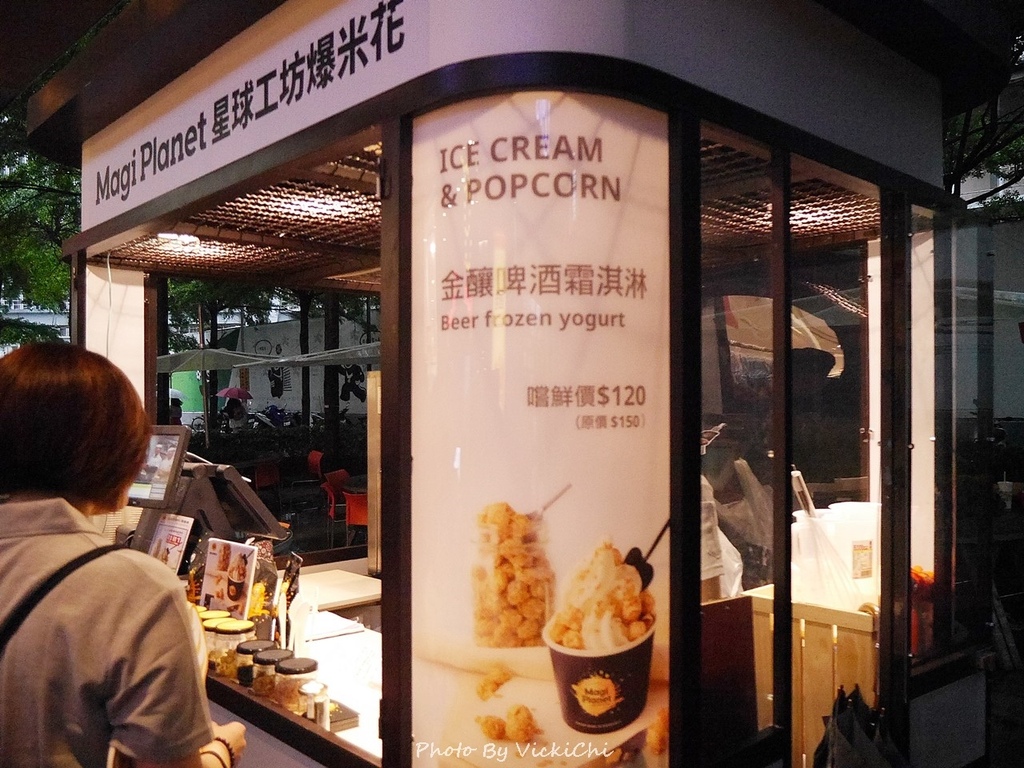 Magi Planet 星球工坊爆米花
ICE CREAM
& POPCORN
金釀啤酒霜淇淋
Beer frozen yogurt
嚐鮮價$120
(原價 $150)
Magi
Planet
Photo By VickiChi